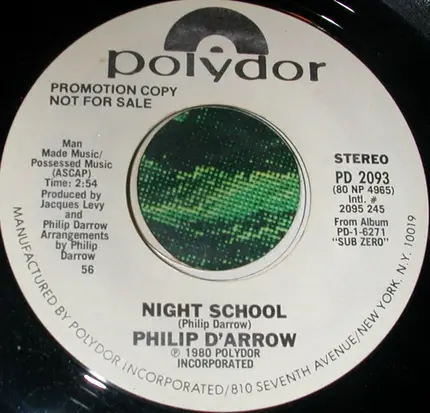 polydor
PROMOTION COPY
NOT FOR SALE
Man
Made Music/
Possessed Music
(ASCAP)
Time: 2:54
Produced by
Jacques Levy
and
Philip Darrow
Arrangements
by Philip
Darrow
56
STEREO
PD 2093
(80 NP 4965)
Intl. #
2095 245
From Album
PD-1-6271
"SUB ZERO"
NIGHT SCHOOL
(Philip Darrow)
PHILIP D'ARROW
℗ 1980 POLYDOR
INCORPORATED
MANUFACTURED BY POLYDOR INCORPORATED/810 SEVENTH AVENUE/NEW YORK, N.Y. 10019